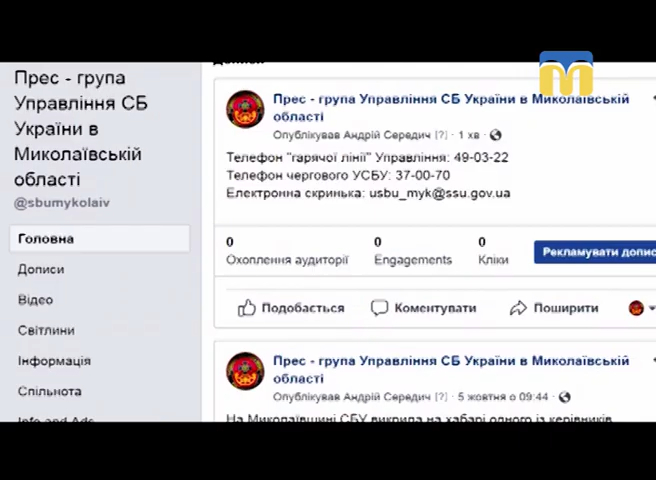 Прес - група
Управління СБ
України в
Миколаївській
області
@sbumykolaiv
Головна
Дописи
Відео
Світлини
Інформація
Спільнота
Info and Ads
Прес - група Управління СБ України в Миколаївській
області
Опублікував Андрій Середич [?] · 1 хв ·
Телефон "гарячої лінії" Управління: 49-03-22
Телефон чергового УСБУ: 37-00-70
Електронна скринька: usbu_myk@ssu.gov.ua
0 0 0
Охоплення аудиторії Engagements Кліки
Рекламувати допис
Подобається Коментувати Поширити
Прес - група Управління СБ України в Миколаївській
області
Опублікував Андрій Середич [?] · 5 жовтня о 09:44 ·
На Миколаївщині СБУ викрила на хабарі одного із керівників